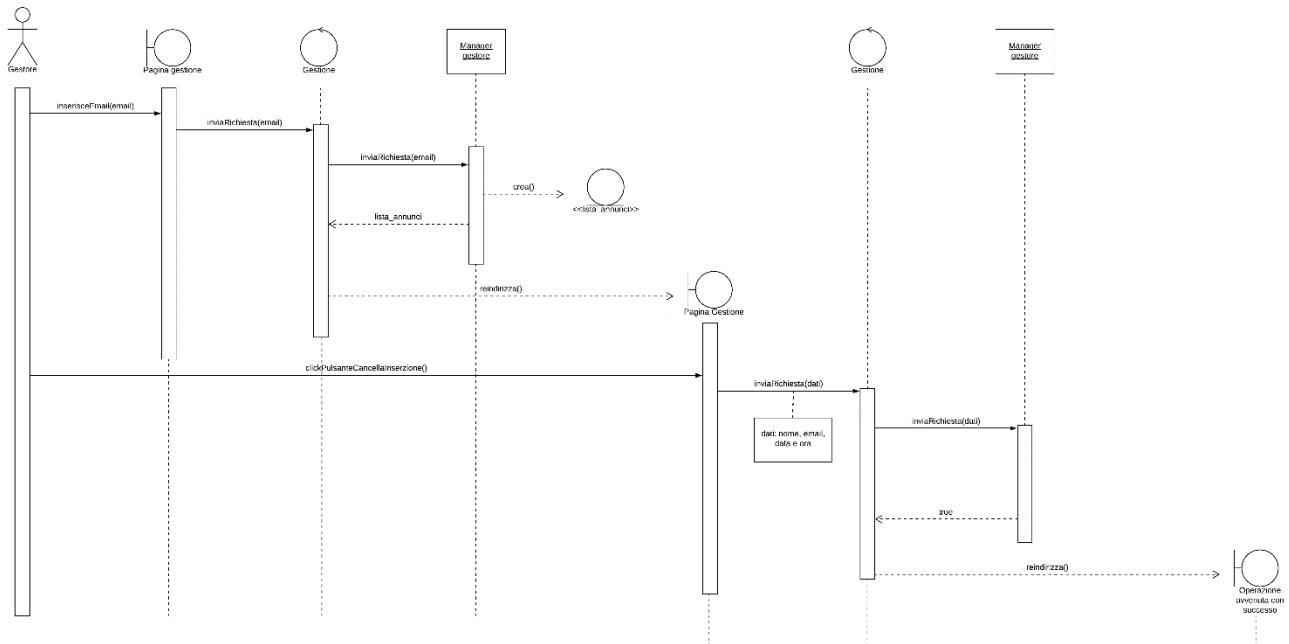 Gestore
Pagina gestione
Gestione
Manager
gestore
Gestione
Manager
gestore
inserisceEmail(email)
inviaRichiesta(email)
inviaRichiesta(email)
crea()
<<lista_annunci>>
lista_annunci
reindirizza()
Pagina Gestione
clickPulsanteCancellaInserzione()
inviaRichiesta(dati)
dati: nome, email,
data e ora
inviaRichiesta(dati)
true
reindirizza()
Operazione
avvenuta con
successo